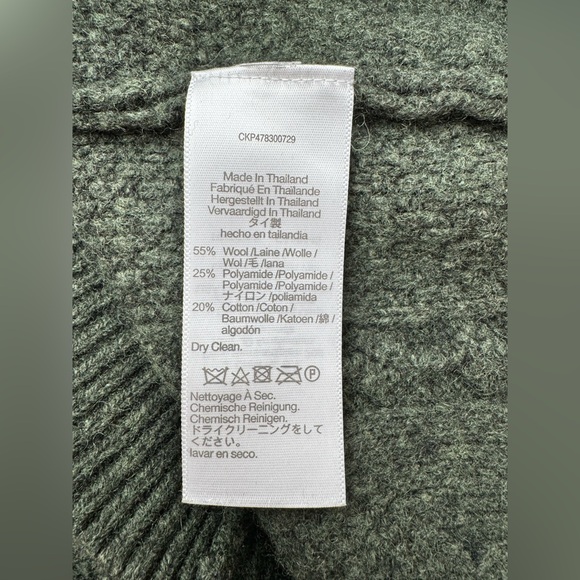 CKP478300729
Made In Thailand
Fabriqué En Thaïlande
Hergestellt In Thailand
Vervaardigd In Thailand
タイ製
hecho en tailandia
55% Wool /Laine /Wolle /
Wol /毛 /lana
25% Polyamide /Polyamide /
Polyamide /Polyamide /
ナイロン /poliamida
20% Cotton /Coton /
Baumwolle /Katoen /綿 /
algodón
Dry Clean.
P
Nettoyage À Sec.
Chemische Reinigung.
Chemisch Reinigen.
ドライクリーニングをして
ください。
lavar en seco.